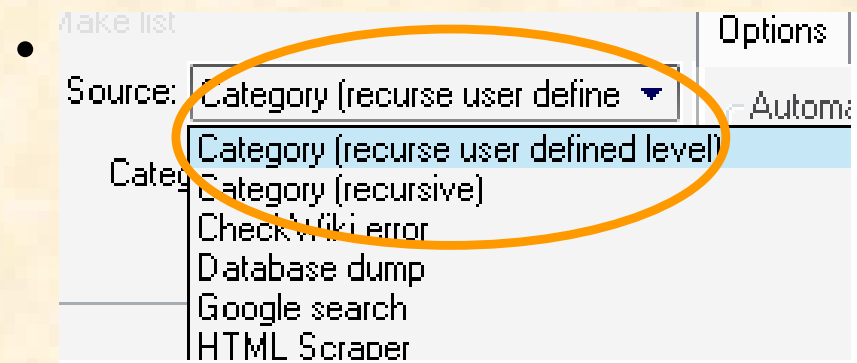 Make list
Options
Source: Category (recurse user define
Automa
Category (recurse user defined level)
Categ
Category (recursive)
CheckWiki error
Database dump
Google search
HTML Scraper